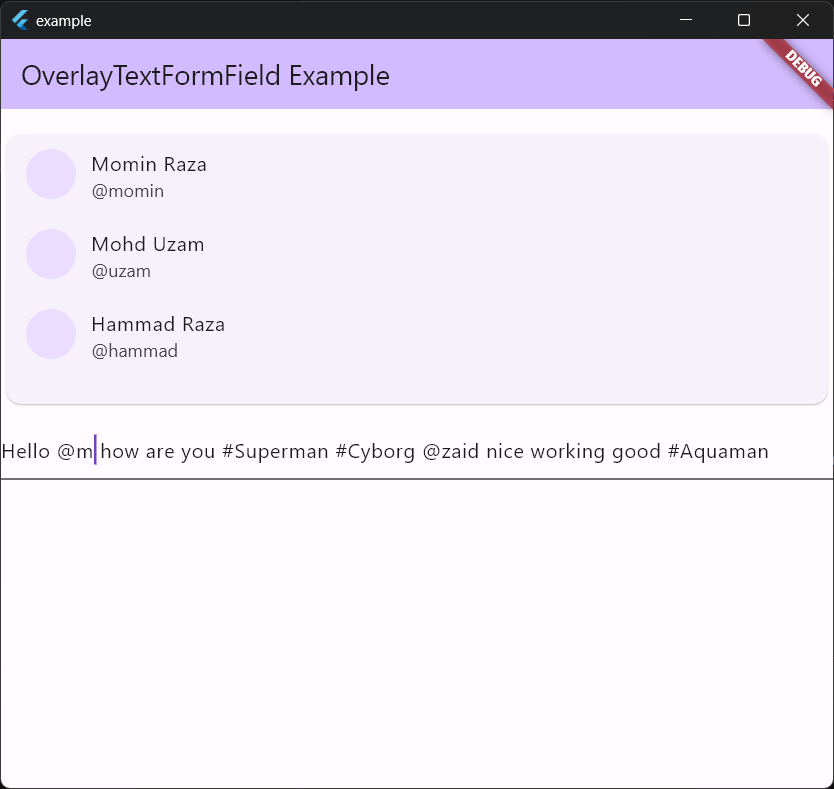 example
OverlayTextFormField Example
DEBUG
Momin Raza
@momin
Mohd Uzam
@uzam
Hammad Raza
@hammad
Hello @m how are you #Superman #Cyborg @zaid nice working good #Aquaman